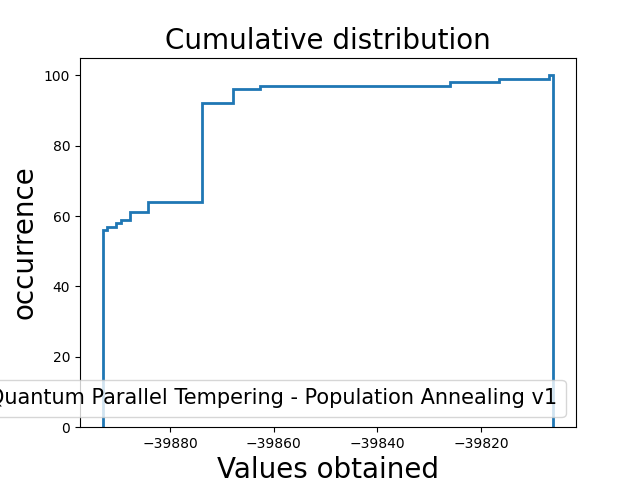 Cumulative distribution
occurrence
100
80
60
40
20
0
Quantum Parallel Tempering - Population Annealing v1
−39880 −39860 −39840 −39820
Values obtained